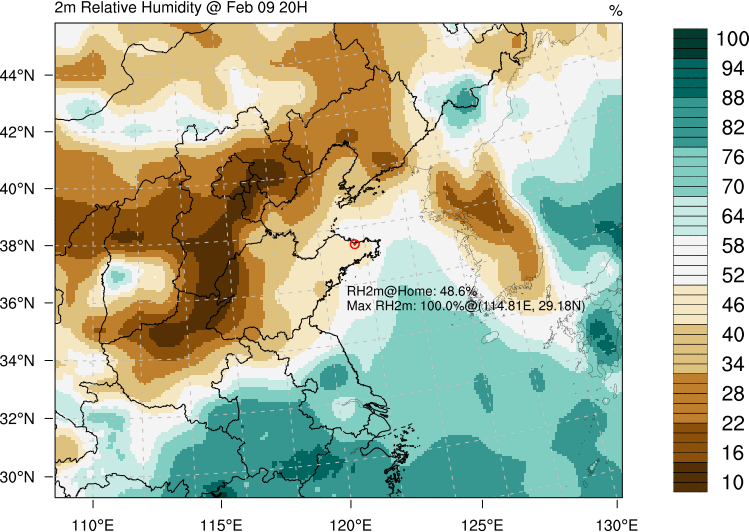 2m Relative Humidity @ Feb 09 20H
%
44°N
42°N
40°N
38°N
36°N
34°N
32°N
30°N
110°E
115°E
120°E
125°E
130°E
RH2m@Home: 48.6%
Max RH2m: 100.0%@(114.81E, 29.18N)
100
94
88
82
76
70
64
58
52
46
40
34
28
22
16
10